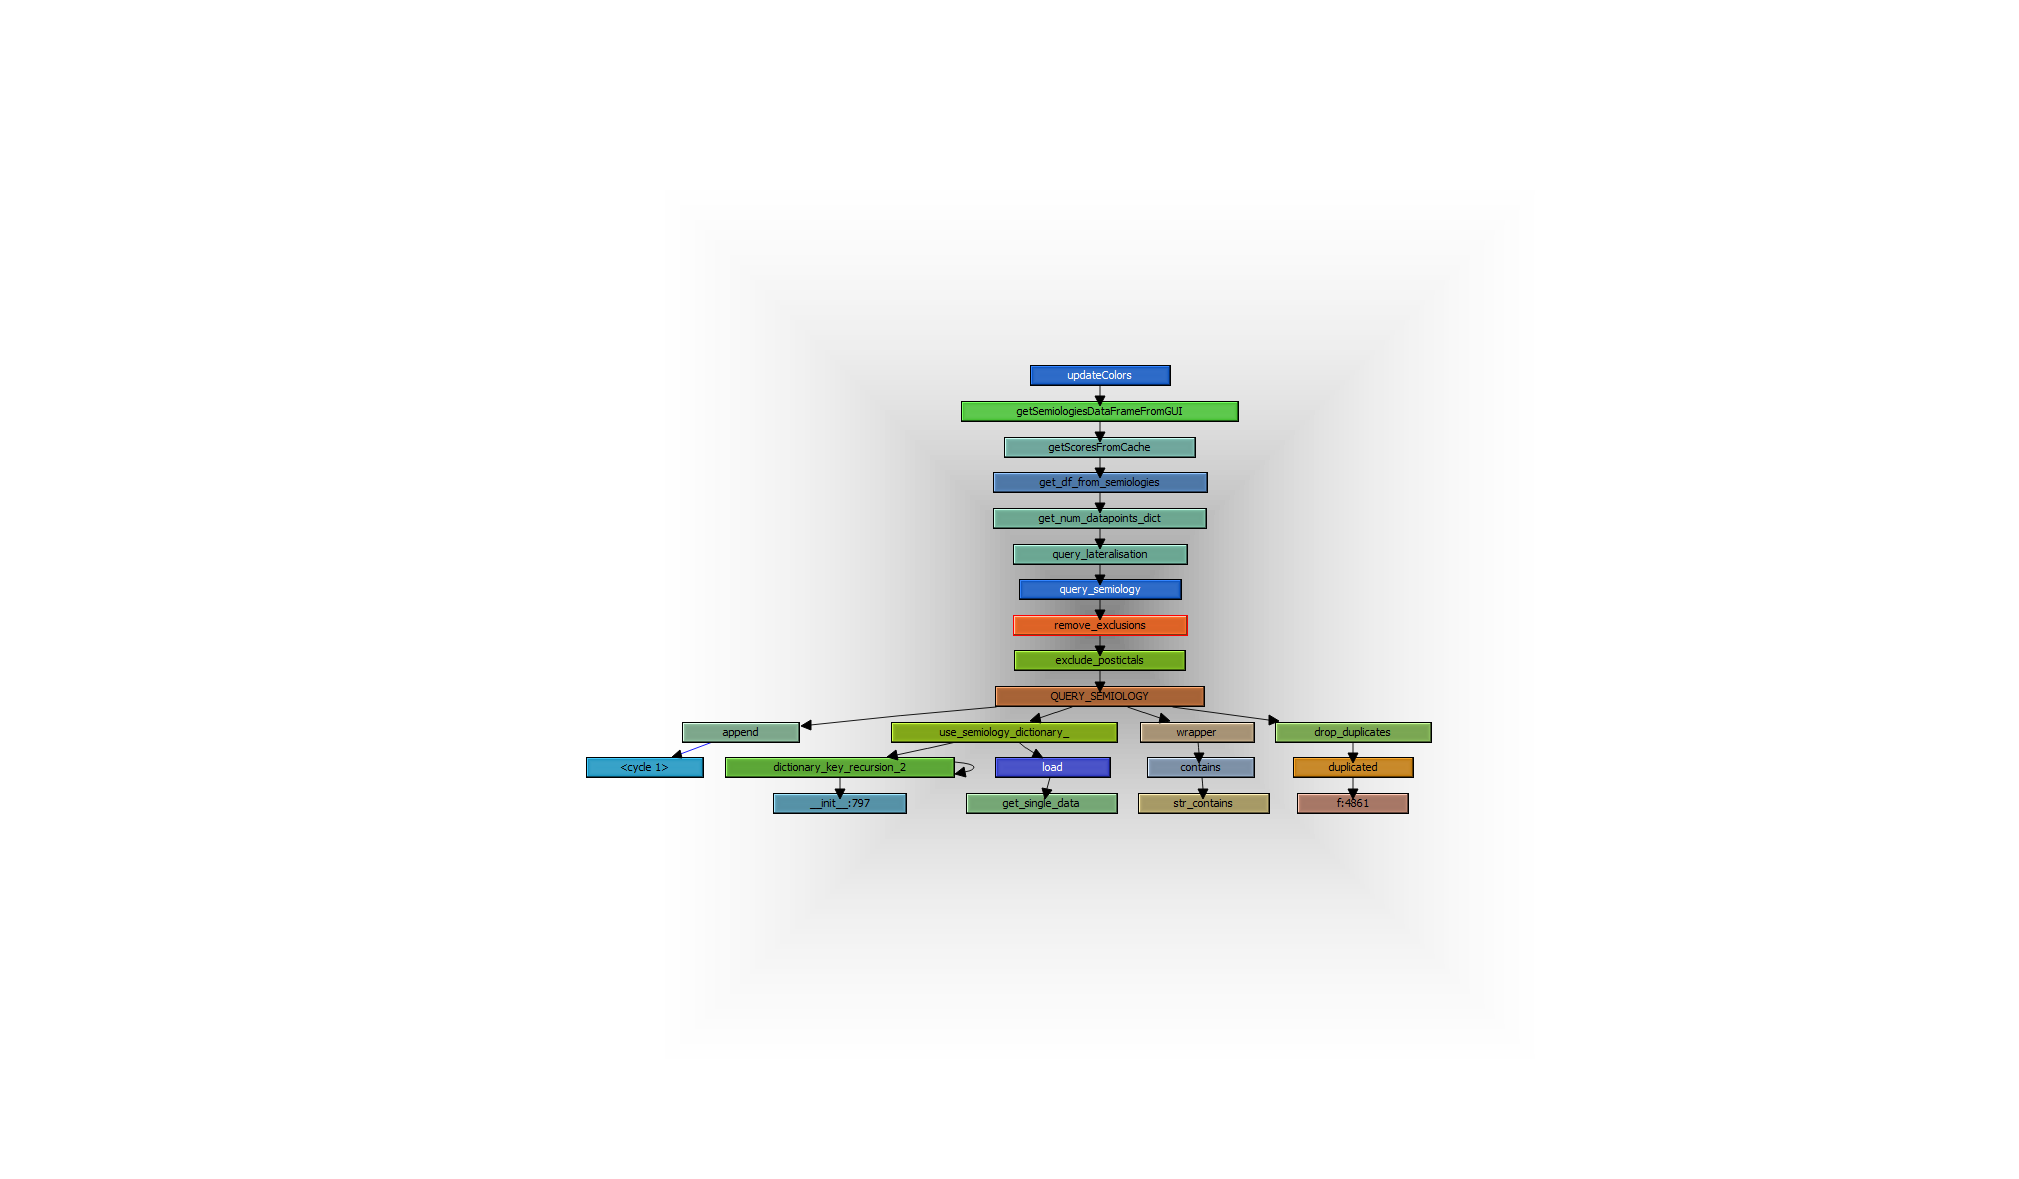 updateColors
getSemiologiesDataFrameFromGUI
getScoresFromCache
get_df_from_semiologies
get_num_datapoints_dict
query_lateralisation
query_semiology
remove_exclusions
exclude_postictals
QUERY_SEMIOLOGY
append
use_semiology_dictionary_
wrapper
drop_duplicates
<cycle 1>
dictionary_key_recursion_2
load
contains
duplicated
__init__:797
get_single_data
str_contains
f:4861